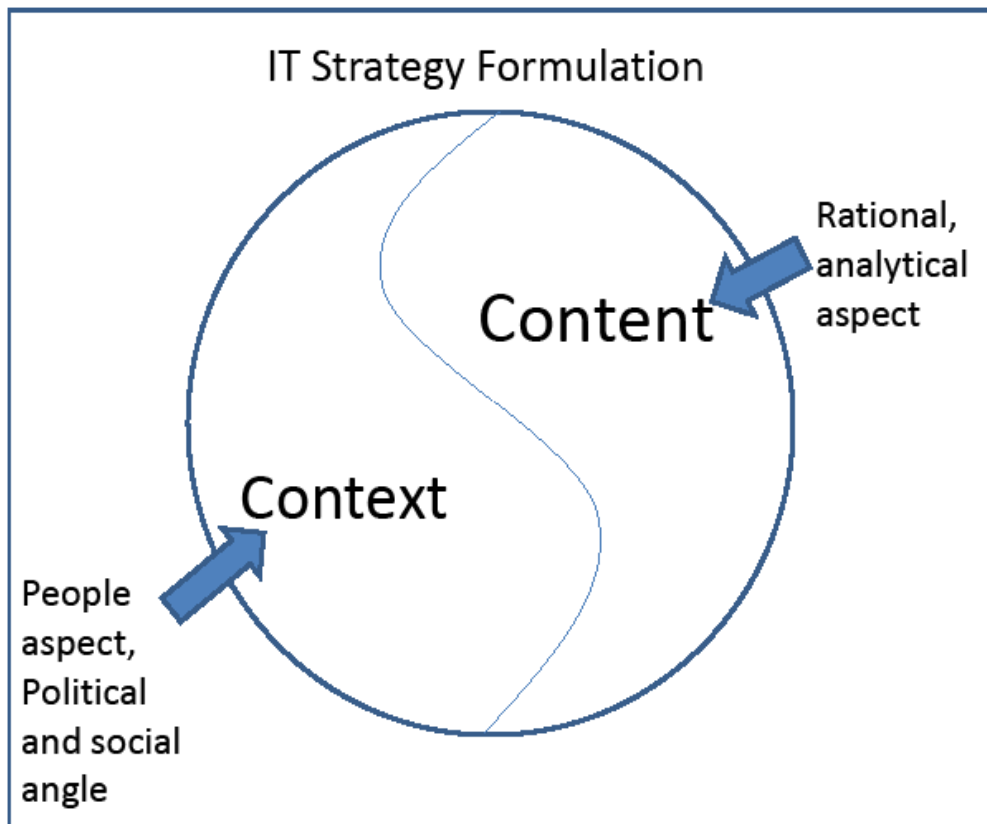 IT Strategy Formulation
Rational,
analytical
aspect
Content
Context
People
aspect,
Political
and social
angle